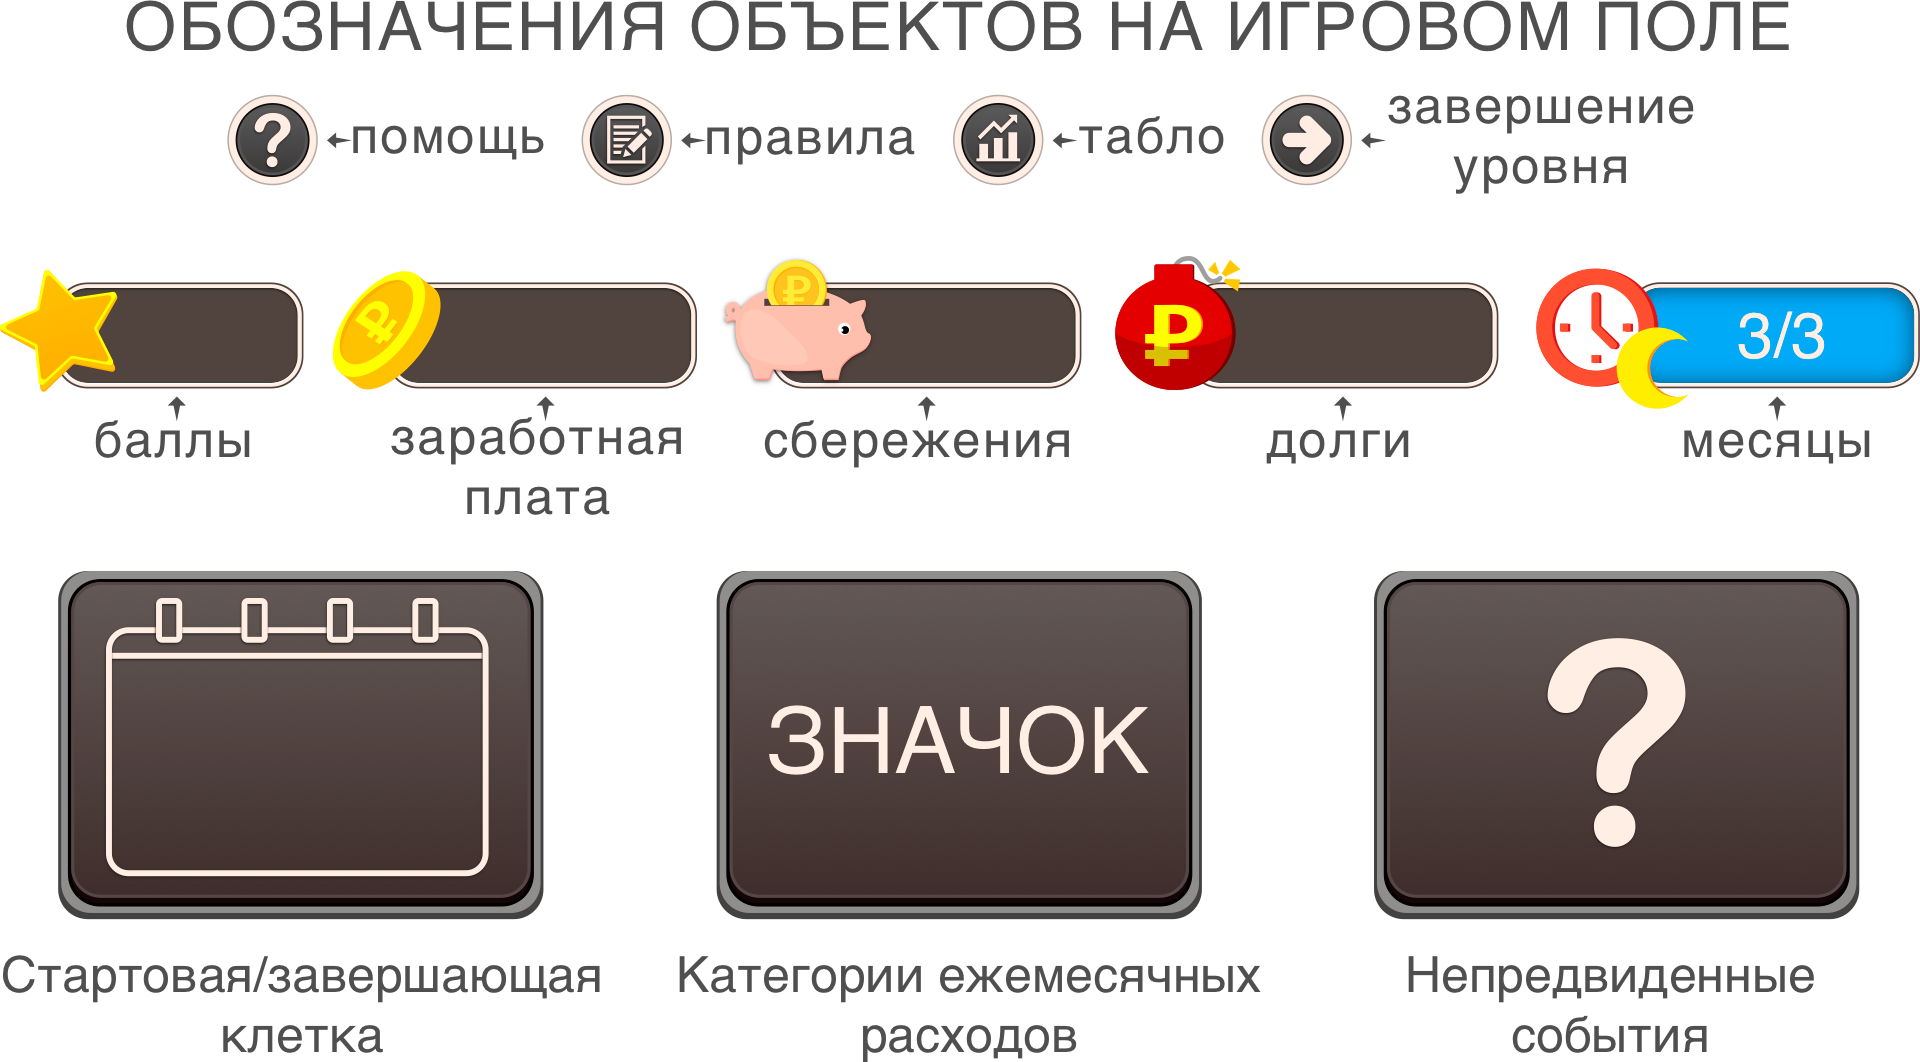 ОБОЗНАЧЕНИЯ ОБЪЕКТОВ НА ИГРОВОМ ПОЛЕ
помощь
правила
табло
завершение
уровня
3/3
баллы
заработная
плата
сбережения
долги
месяцы
ЗНАЧОК
Стартовая/завершающая
клетка
Категории ежемесячных
расходов
Непредвиденные
события